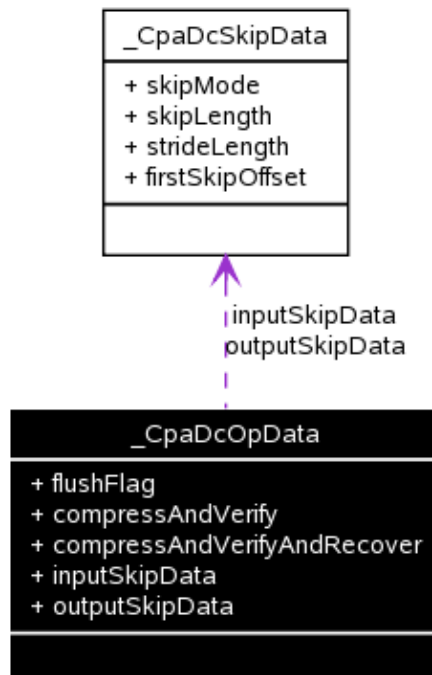 _CpaDcSkipData
+ skipMode
+ skipLength
+ strideLength
+ firstSkipOffset
inputSkipData
outputSkipData
_CpaDcOpData
+ flushFlag
+ compressAndVerify
+ compressAndVerifyAndRecover
+ inputSkipData
+ outputSkipData